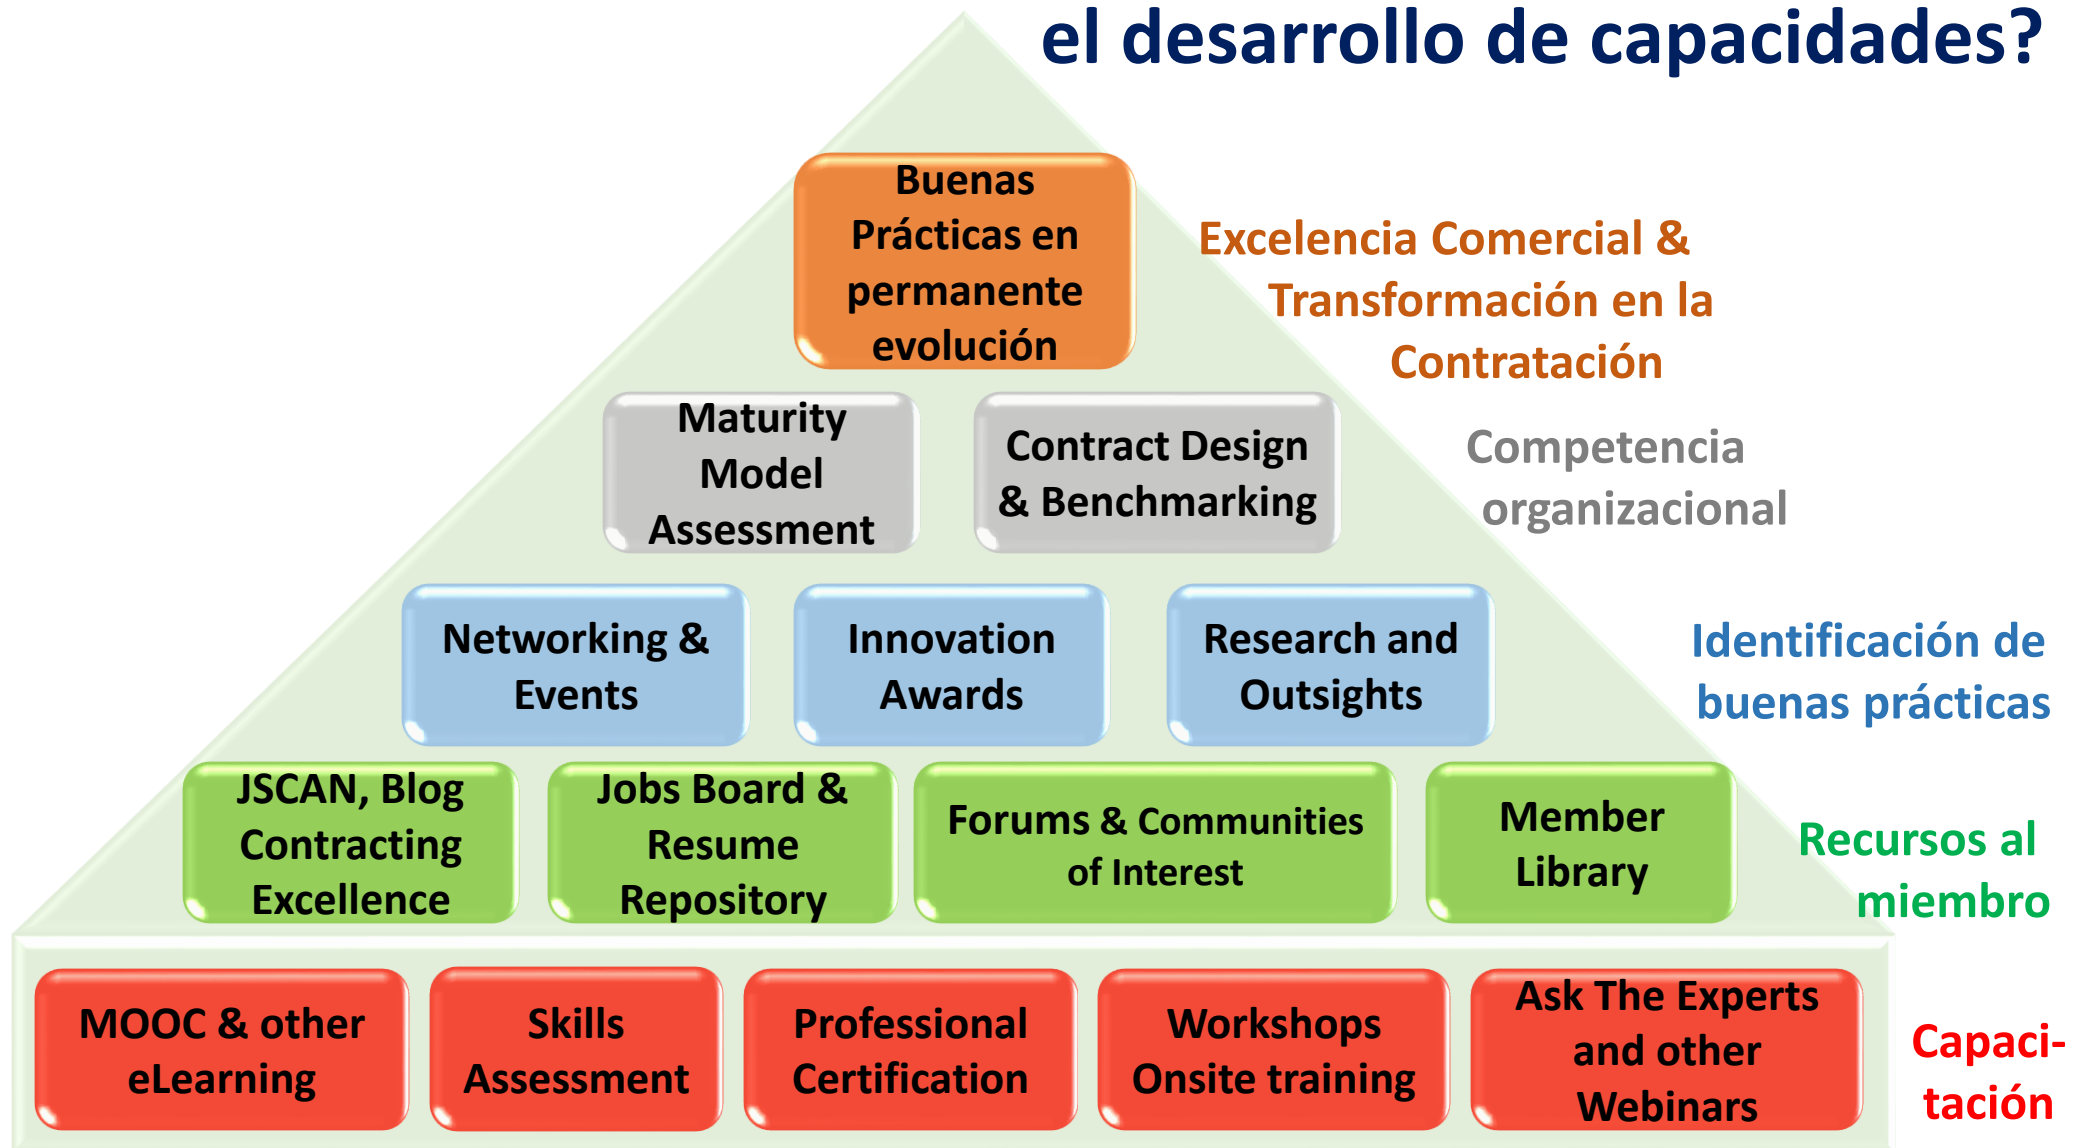 el desarrollo de capacidades?
Buenas
Prácticas en
permanente
evolución
Excelencia Comercial &
Transformación en la
Contratación
Maturity
Model
Assessment
Contract Design
& Benchmarking
Competencia
organizacional
Networking &
Events
Innovation
Awards
Research and
Outsights
Identificación de
buenas prácticas
JSCAN, Blog
Contracting
Excellence
Jobs Board &
Resume
Repository
Forums & Communities
of Interest
Member
Library
Recursos al
miembro
MOOC & other
eLearning
Skills
Assessment
Professional
Certification
Workshops
Onsite training
Ask The Experts
and other
Webinars
Capaci-
tación